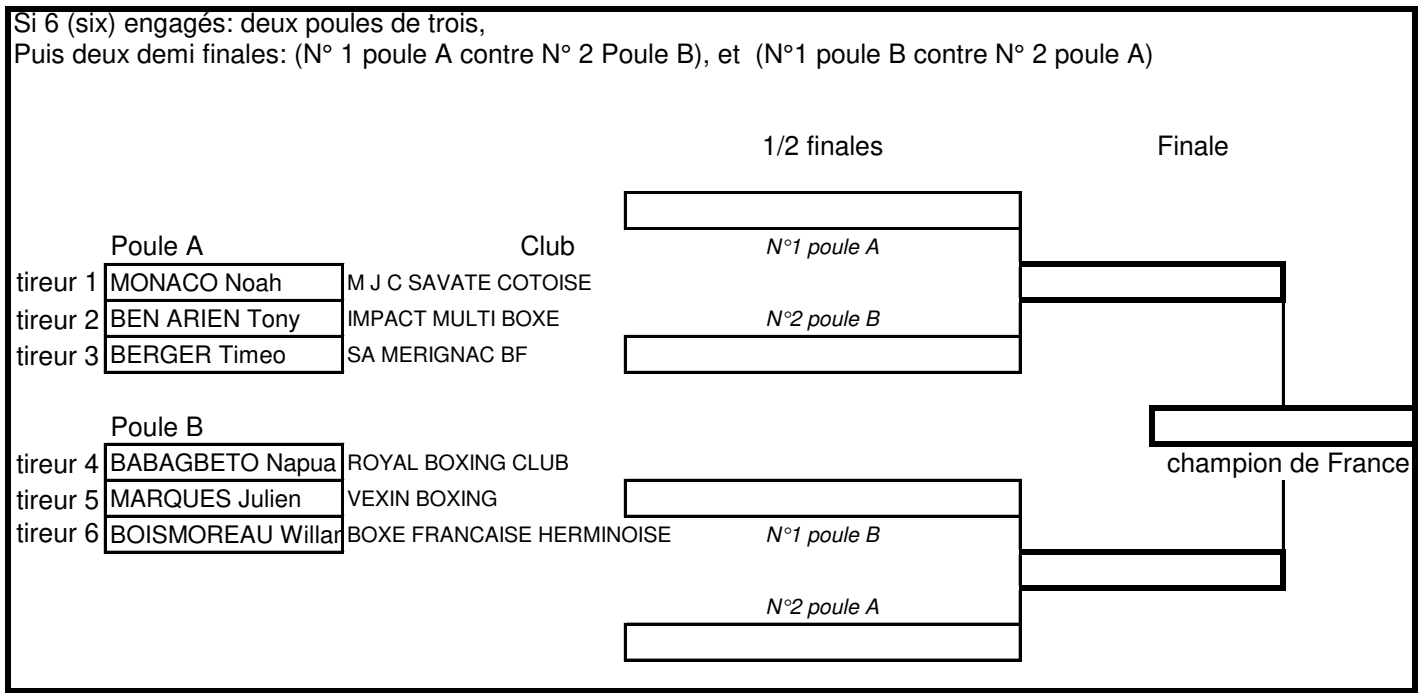 Si 6 (six) engagés: deux poules de trois,
Puis deux demi finales: (N° 1 poule A contre N° 2 Poule B), et (N°1 poule B contre N° 2 poule A)
1/2 finales Finale
Poule A Club N°1 poule A
tireur 1 MONACO Noah M J C SAVATE COTOISE
tireur 2 BEN ARIEN Tony IMPACT MULTI BOXE N°2 poule B
tireur 3 BERGER Timeo SA MERIGNAC BF
Poule B
tireur 4 BABAGBETO Napua ROYAL BOXING CLUB champion de France
tireur 5 MARQUES Julien VEXIN BOXING
tireur 6 BOISMOREAU Willan BOXE FRANCAISE HERMINOISE N°1 poule B
N°2 poule A